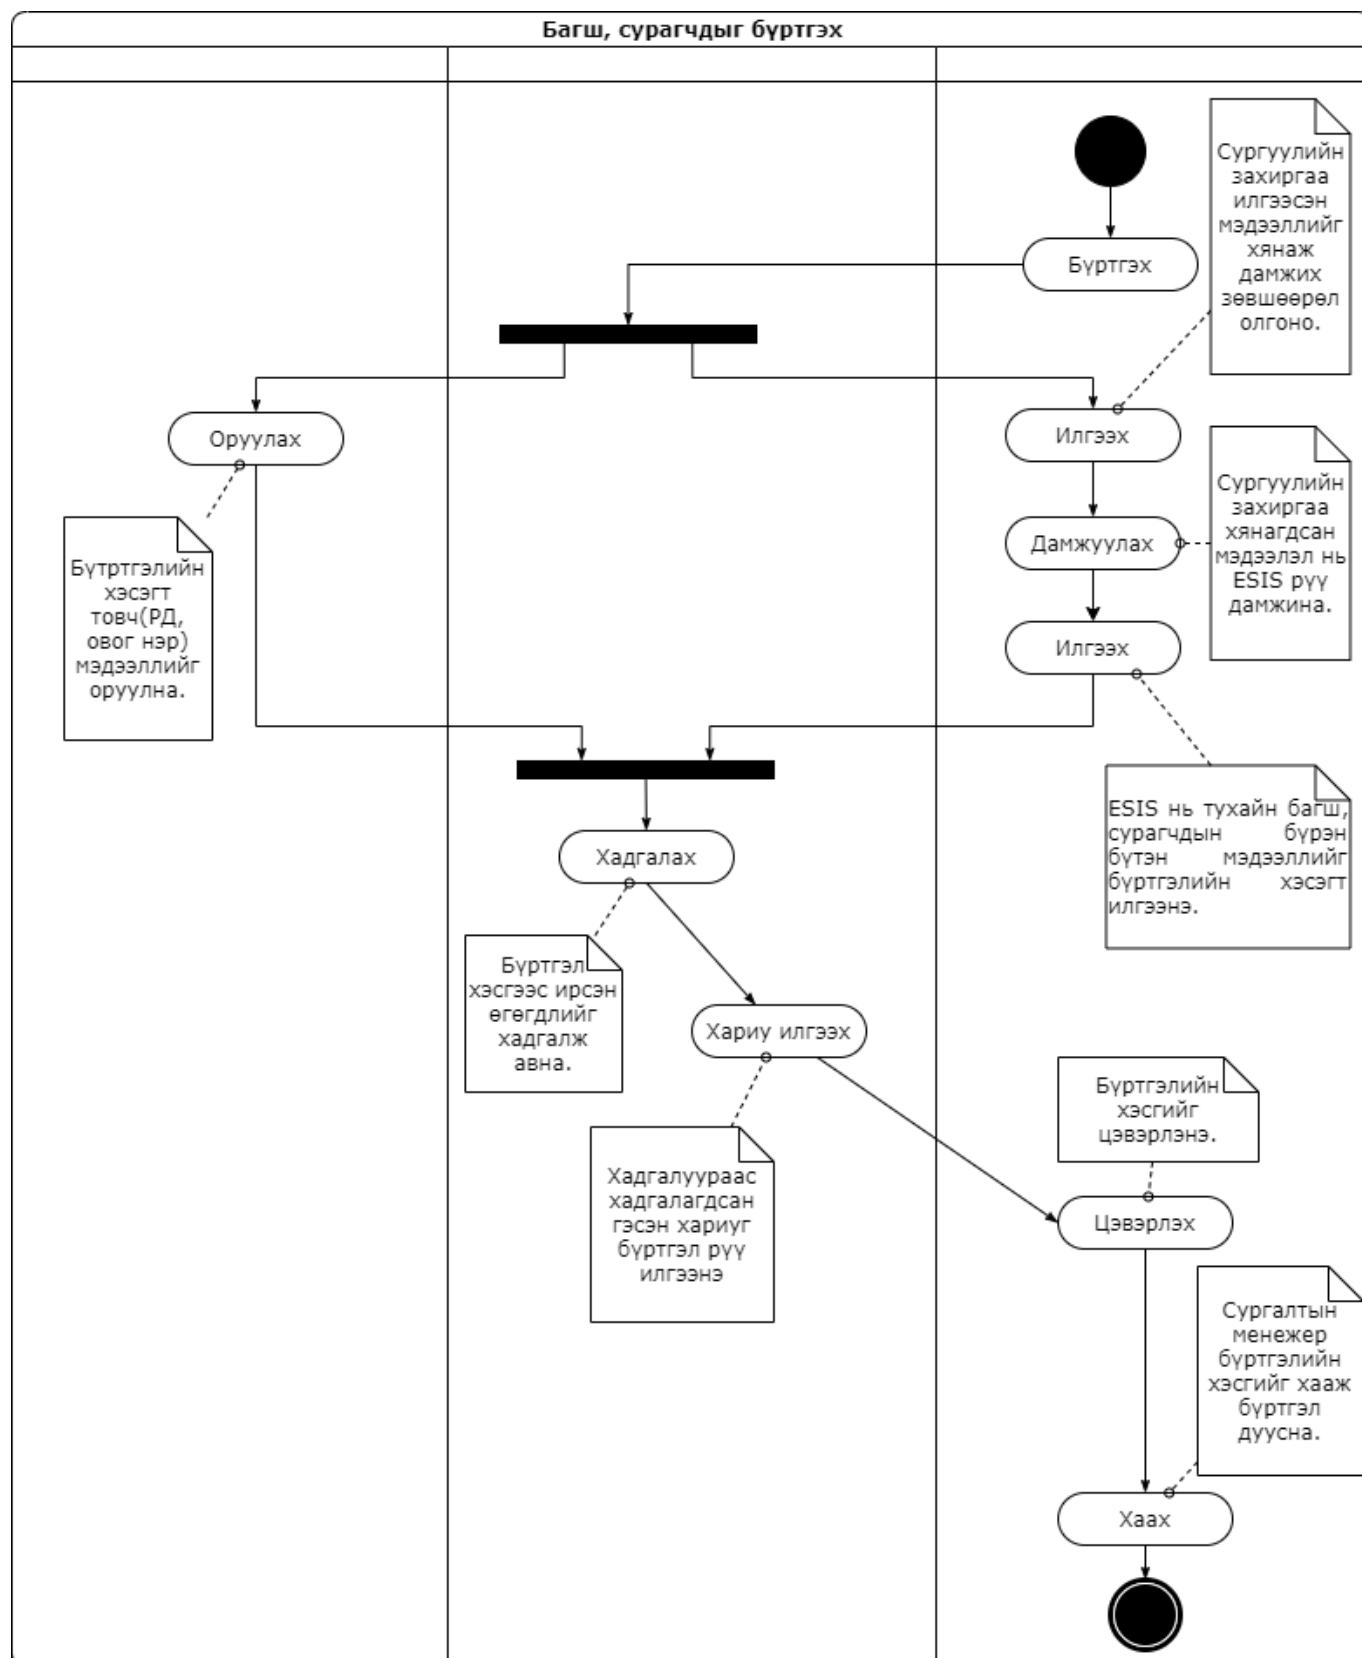 Багш, сурагчдыг бүртгэх
Сургуулийн
захиргаа
илгээсэн
мэдээллийг
хянаж
дамжих
зөвшөөрөл
олгоно.
Бүртгэх
Оруулах
Илгээх
Бүтртгэлийн
хэсэгт
товч(РД,
овог нэр)
мэдээллийг
оруулна.
Сургуулийн
захиргаа
хянагдсан
мэдээлэл нь
ESIS рүү
дамжина.
Дамжуулах
Илгээх
ESIS нь тухайн багш,
сурагчдын бүрэн
бүтэн мэдээллийг
бүртгэлийн хэсэгт
илгээнэ.
Хадгалах
Бүртгэл
хэсгээс ирсэн
өгөгдлийг
хадгалж
авна.
Хариу илгээх
Хадгалуураас
хадгалагдсан
гэсэн хариуг
бүртгэл рүү
илгээнэ
Бүртгэлийн
хэсгийг
цэвэрлэнэ.
Цэвэрлэх
Сургалтын
менежер
бүртгэлийн
хэсгийг хааж
бүртгэл
дуусна.
Хаах